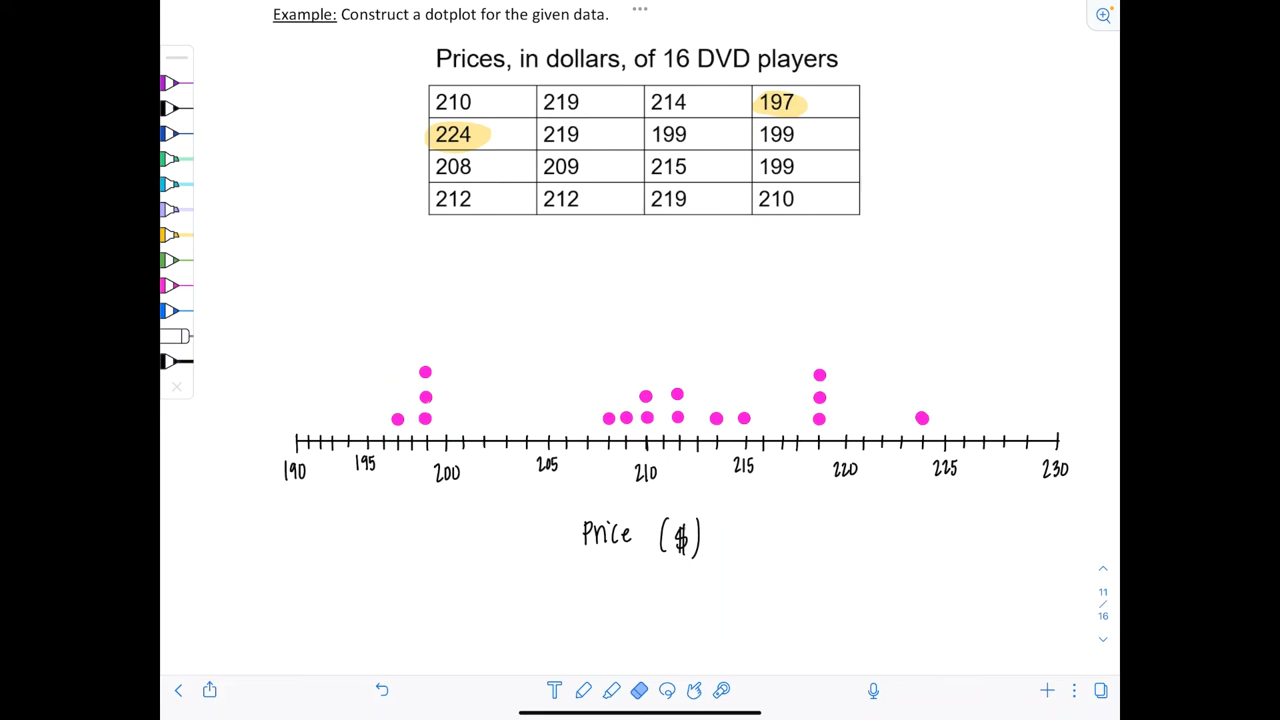 Example: Construct a dotplot for the given data.
Prices, in dollars, of 16 DVD players
210 219 214 197
224 219 199 199
208 209 215 199
212 212 219 210
190 195 200 205 210 215 220 225 230
Price ($)
11
/
16
T